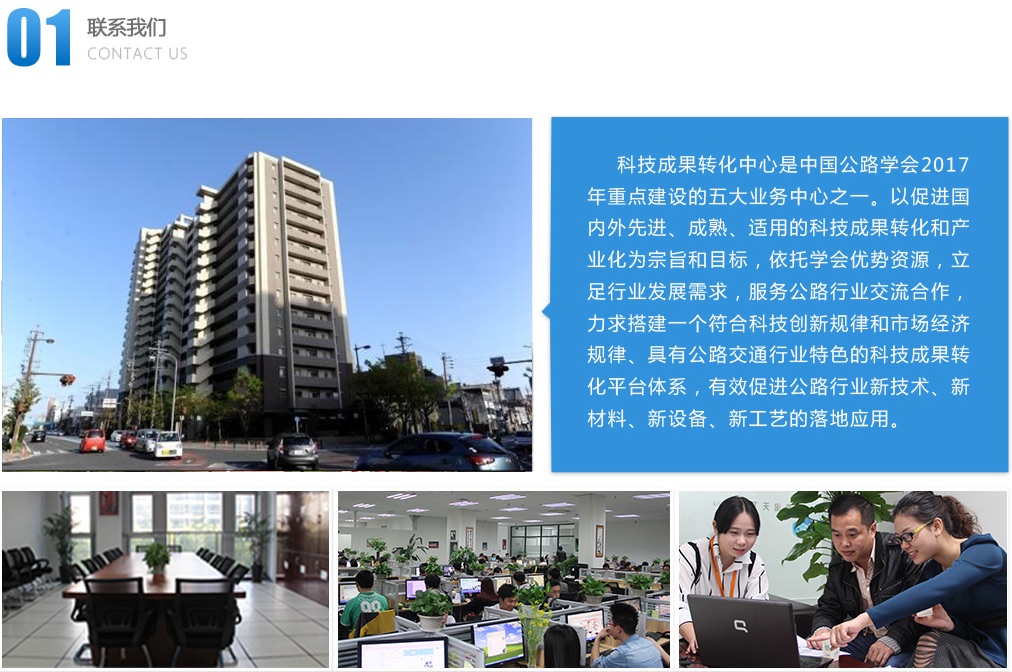 01
联系我们
CONTACT US
科技成果转化中心是中国公路学会2017
年重点建设的五大业务中心之一。以促进国
内外先进、成熟、适用的科技成果转化和产
业化为宗旨和目标，依托学会优势资源，立
足行业发展需求，服务公路行业交流合作，
力求搭建一个符合科技创新规律和市场经济
规律、具有公路交通行业特色的科技成果转
化平台体系，有效促进公路行业新技术、新
材料、新设备、新工艺的落地应用。